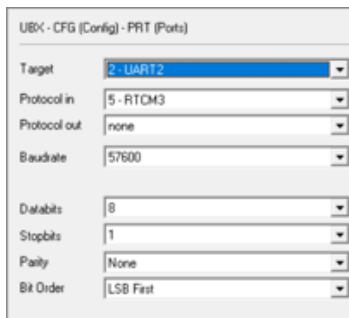 UBX - CFG (Config) - PRT (Ports)
Target 2 - UART2
Protocol in 5 - RTCM3
Protocol out none
Baudrate 57600
Databits 8
Stopbits 1
Parity None
Bit Order LSB First